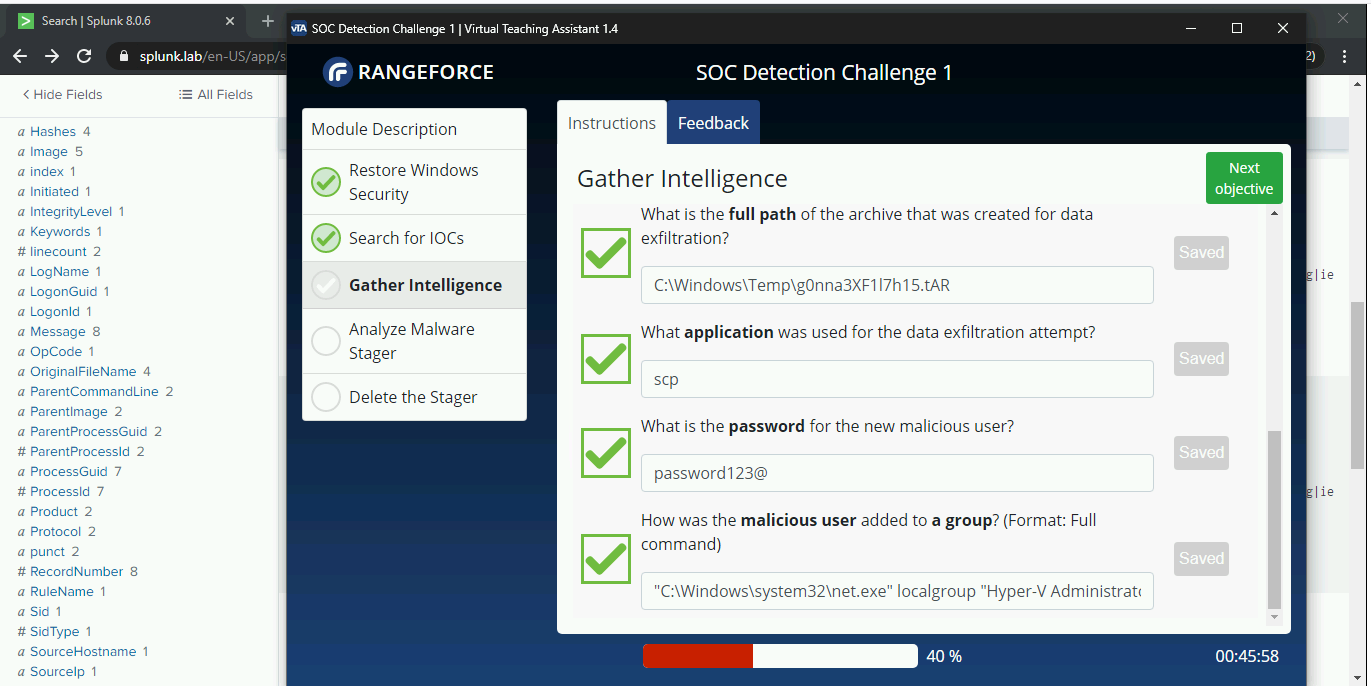 Search | Splunk 8.0.6
SOC Detection Challenge 1 | Virtual Teaching Assistant 1.4
splunk.lab/en-US/app/s
2)
RANGEFORCE
SOC Detection Challenge 1
Hide Fields
All Fields
a Hashes 4
a Image 5
a index 1
a Initiated 1
a IntegrityLevel 1
a Keywords 1
# linecount 2
a LogName 1
a LogonGuid 1
a LogonId 1
a Message 8
a OpCode 1
a OriginalFileName 4
a ParentCommandLine 2
a ParentImage 2
a ParentProcessGuid 2
# ParentProcessId 2
a ProcessGuid 7
# ProcessId 7
a Product 2
a Protocol 2
a punct 2
# RecordNumber 8
a RuleName 1
a Sid 1
# SidType 1
a SourceHostname 1
a SourceIp 1
Module Description
Restore Windows
Security
Search for IOCs
Gather Intelligence
Analyze Malware
Stager
Delete the Stager
Instructions
Feedback
Gather Intelligence
Next
objective
What is the full path of the archive that was created for data
exfiltration?
C:\Windows\Temp\g0nna3XF1l7h15.tAR
Saved
What application was used for the data exfiltration attempt?
scp
Saved
What is the password for the new malicious user?
password123@
Saved
How was the malicious user added to a group? (Format: Full
command)
"C:\Windows\system32\net.exe" localgroup "Hyper-V Administrato
Saved
g|ie
g|ie
40 %
00:45:58